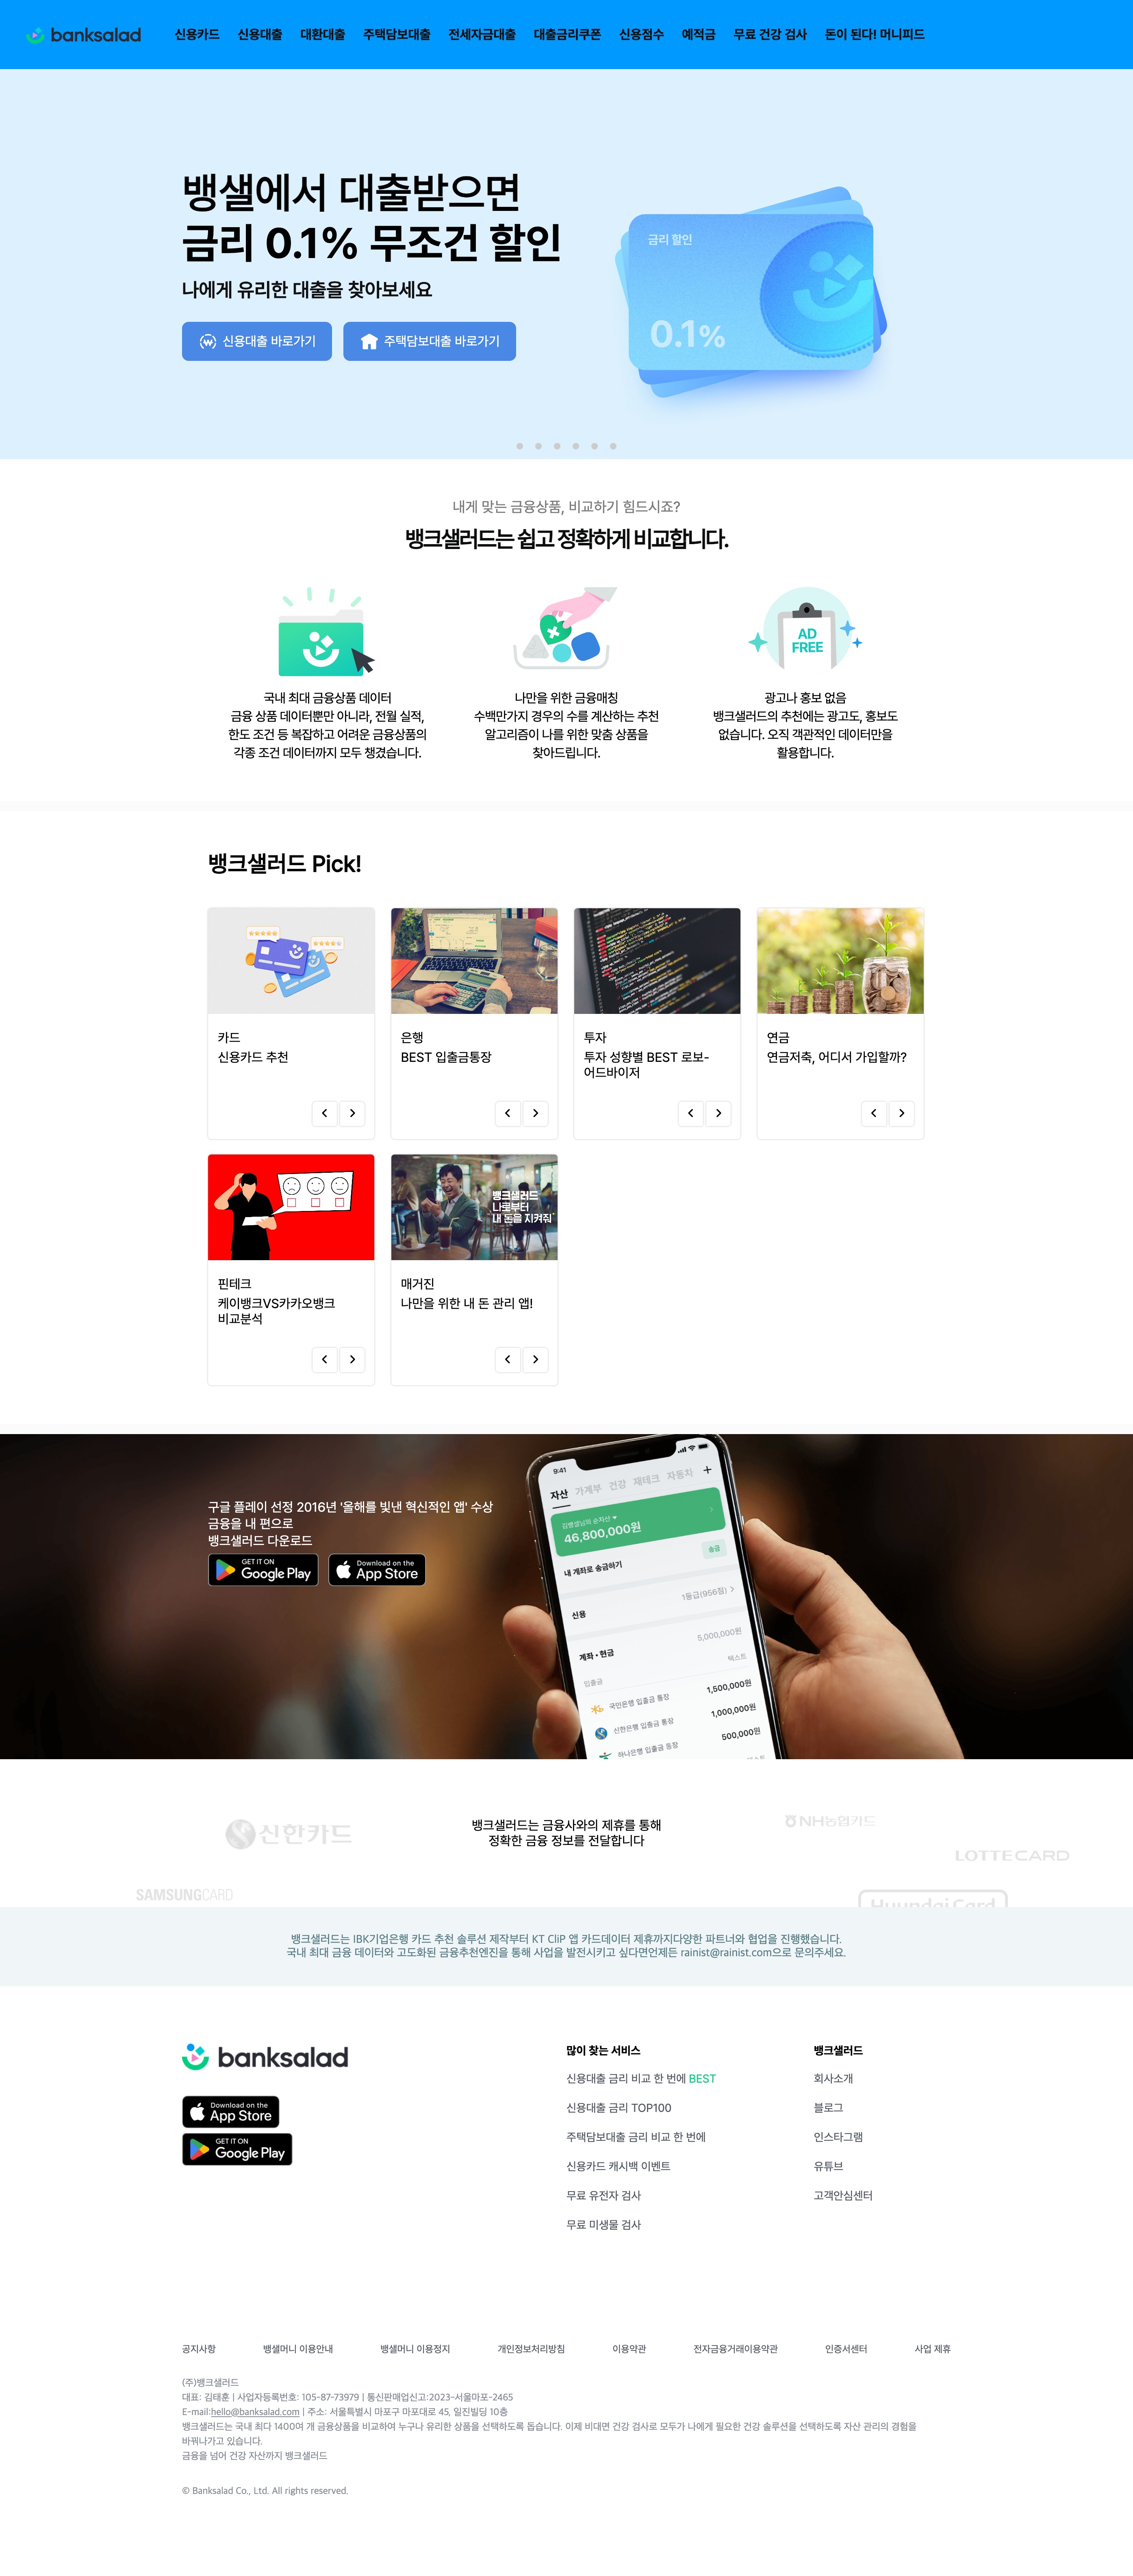 banksalad
신용카드 신용대출 대환대출 주택담보대출 전세자금대출 대출금리쿠폰 신용점수 예적금 무료 건강 검사 돈이 된다! 머니피드
뱅샐에서 대출받으면
금리 0.1% 무조건 할인
나에게 유리한 대출을 찾아보세요
신용대출 바로가기
주택담보대출 바로가기
금리 할인
0.1%
내게 맞는 금융상품, 비교하기 힘드시죠?
뱅크샐러드는 쉽고 정확하게 비교합니다.
AD
FREE
국내 최대 금융상품 데이터
금융 상품 데이터뿐만 아니라, 전월 실적,
한도 조건 등 복잡하고 어려운 금융상품의
각종 조건 데이터까지 모두 챙겼습니다.
나만을 위한 금융매칭
수백만가지 경우의 수를 계산하는 추천
알고리즘이 나를 위한 맞춤 상품을
찾아드립니다.
광고나 홍보 없음
뱅크샐러드의 추천에는 광고도, 홍보도
없습니다. 오직 객관적인 데이터만을
활용합니다.
뱅크샐러드 Pick!
카드
신용카드 추천
은행
BEST 입출금통장
투자
투자 성향별 BEST 로보-
어드바이저
연금
연금저축, 어디서 가입할까?
핀테크
케이뱅크VS카카오뱅크
비교분석
뱅크샐러드
나로부터
내 돈을 지켜줘
매거진
나만을 위한 내 돈 관리 앱!
구글 플레이 선정 2016년 '올해를 빛낸 혁신적인 앱' 수상
금융을 내 편으로
뱅크샐러드 다운로드
GET IT ON
Google Play
Download on the
App Store
9:41
자산 가계부 건강 재테크 자동차
김뱅샐님의 순자산
46,800,000원
송금
내 계좌로 송금하기
신용
1등급(956점)
계좌 • 현금
5,000,000원
입출금
텍스트
국민은행 입출금 통장
1,500,000원
신한은행 입출금 통장
1,000,000원
하나은행 입출금 통장
500,000원
신한카드
뱅크샐러드는 금융사와의 제휴를 통해
정확한 금융 정보를 전달합니다
NH농협카드
LOTTE CARD
SAMSUNG CARD
Hyundai Card
뱅크샐러드는 IBK기업은행 카드 추천 솔루션 제작부터 KT CliP 앱 카드데이터 제휴까지다양한 파트너와 협업을 진행했습니다.
국내 최대 금융 데이터와 고도화된 금융추천엔진을 통해 사업을 발전시키고 싶다면언제든 rainist@rainist.com으로 문의주세요.
banksalad
Download on the
App Store
GET IT ON
Google Play
많이 찾는 서비스
신용대출 금리 비교 한 번에 BEST
신용대출 금리 TOP100
주택담보대출 금리 비교 한 번에
신용카드 캐시백 이벤트
무료 유전자 검사
무료 미생물 검사
뱅크샐러드
회사소개
블로그
인스타그램
유튜브
고객안심센터
공지사항 뱅샐머니 이용안내 뱅샐머니 이용정지 개인정보처리방침 이용약관 전자금융거래이용약관 인증서센터 사업 제휴
(주)뱅크샐러드
대표: 김태훈 | 사업자등록번호: 105-87-73979 | 통신판매업신고:2023-서울마포-2465
E-mail:hello@banksalad.com | 주소: 서울특별시 마포구 마포대로 45, 일진빌딩 10층
뱅크샐러드는 국내 최다 1400여 개 금융상품을 비교하여 누구나 유리한 상품을 선택하도록 돕습니다. 이제 비대면 건강 검사로 모두가 나에게 필요한 건강 솔루션을 선택하도록 자산 관리의 경험을
바꿔나가고 있습니다.
금융을 넘어 건강 자산까지 뱅크샐러드
© Banksalad Co., Ltd. All rights reserved.